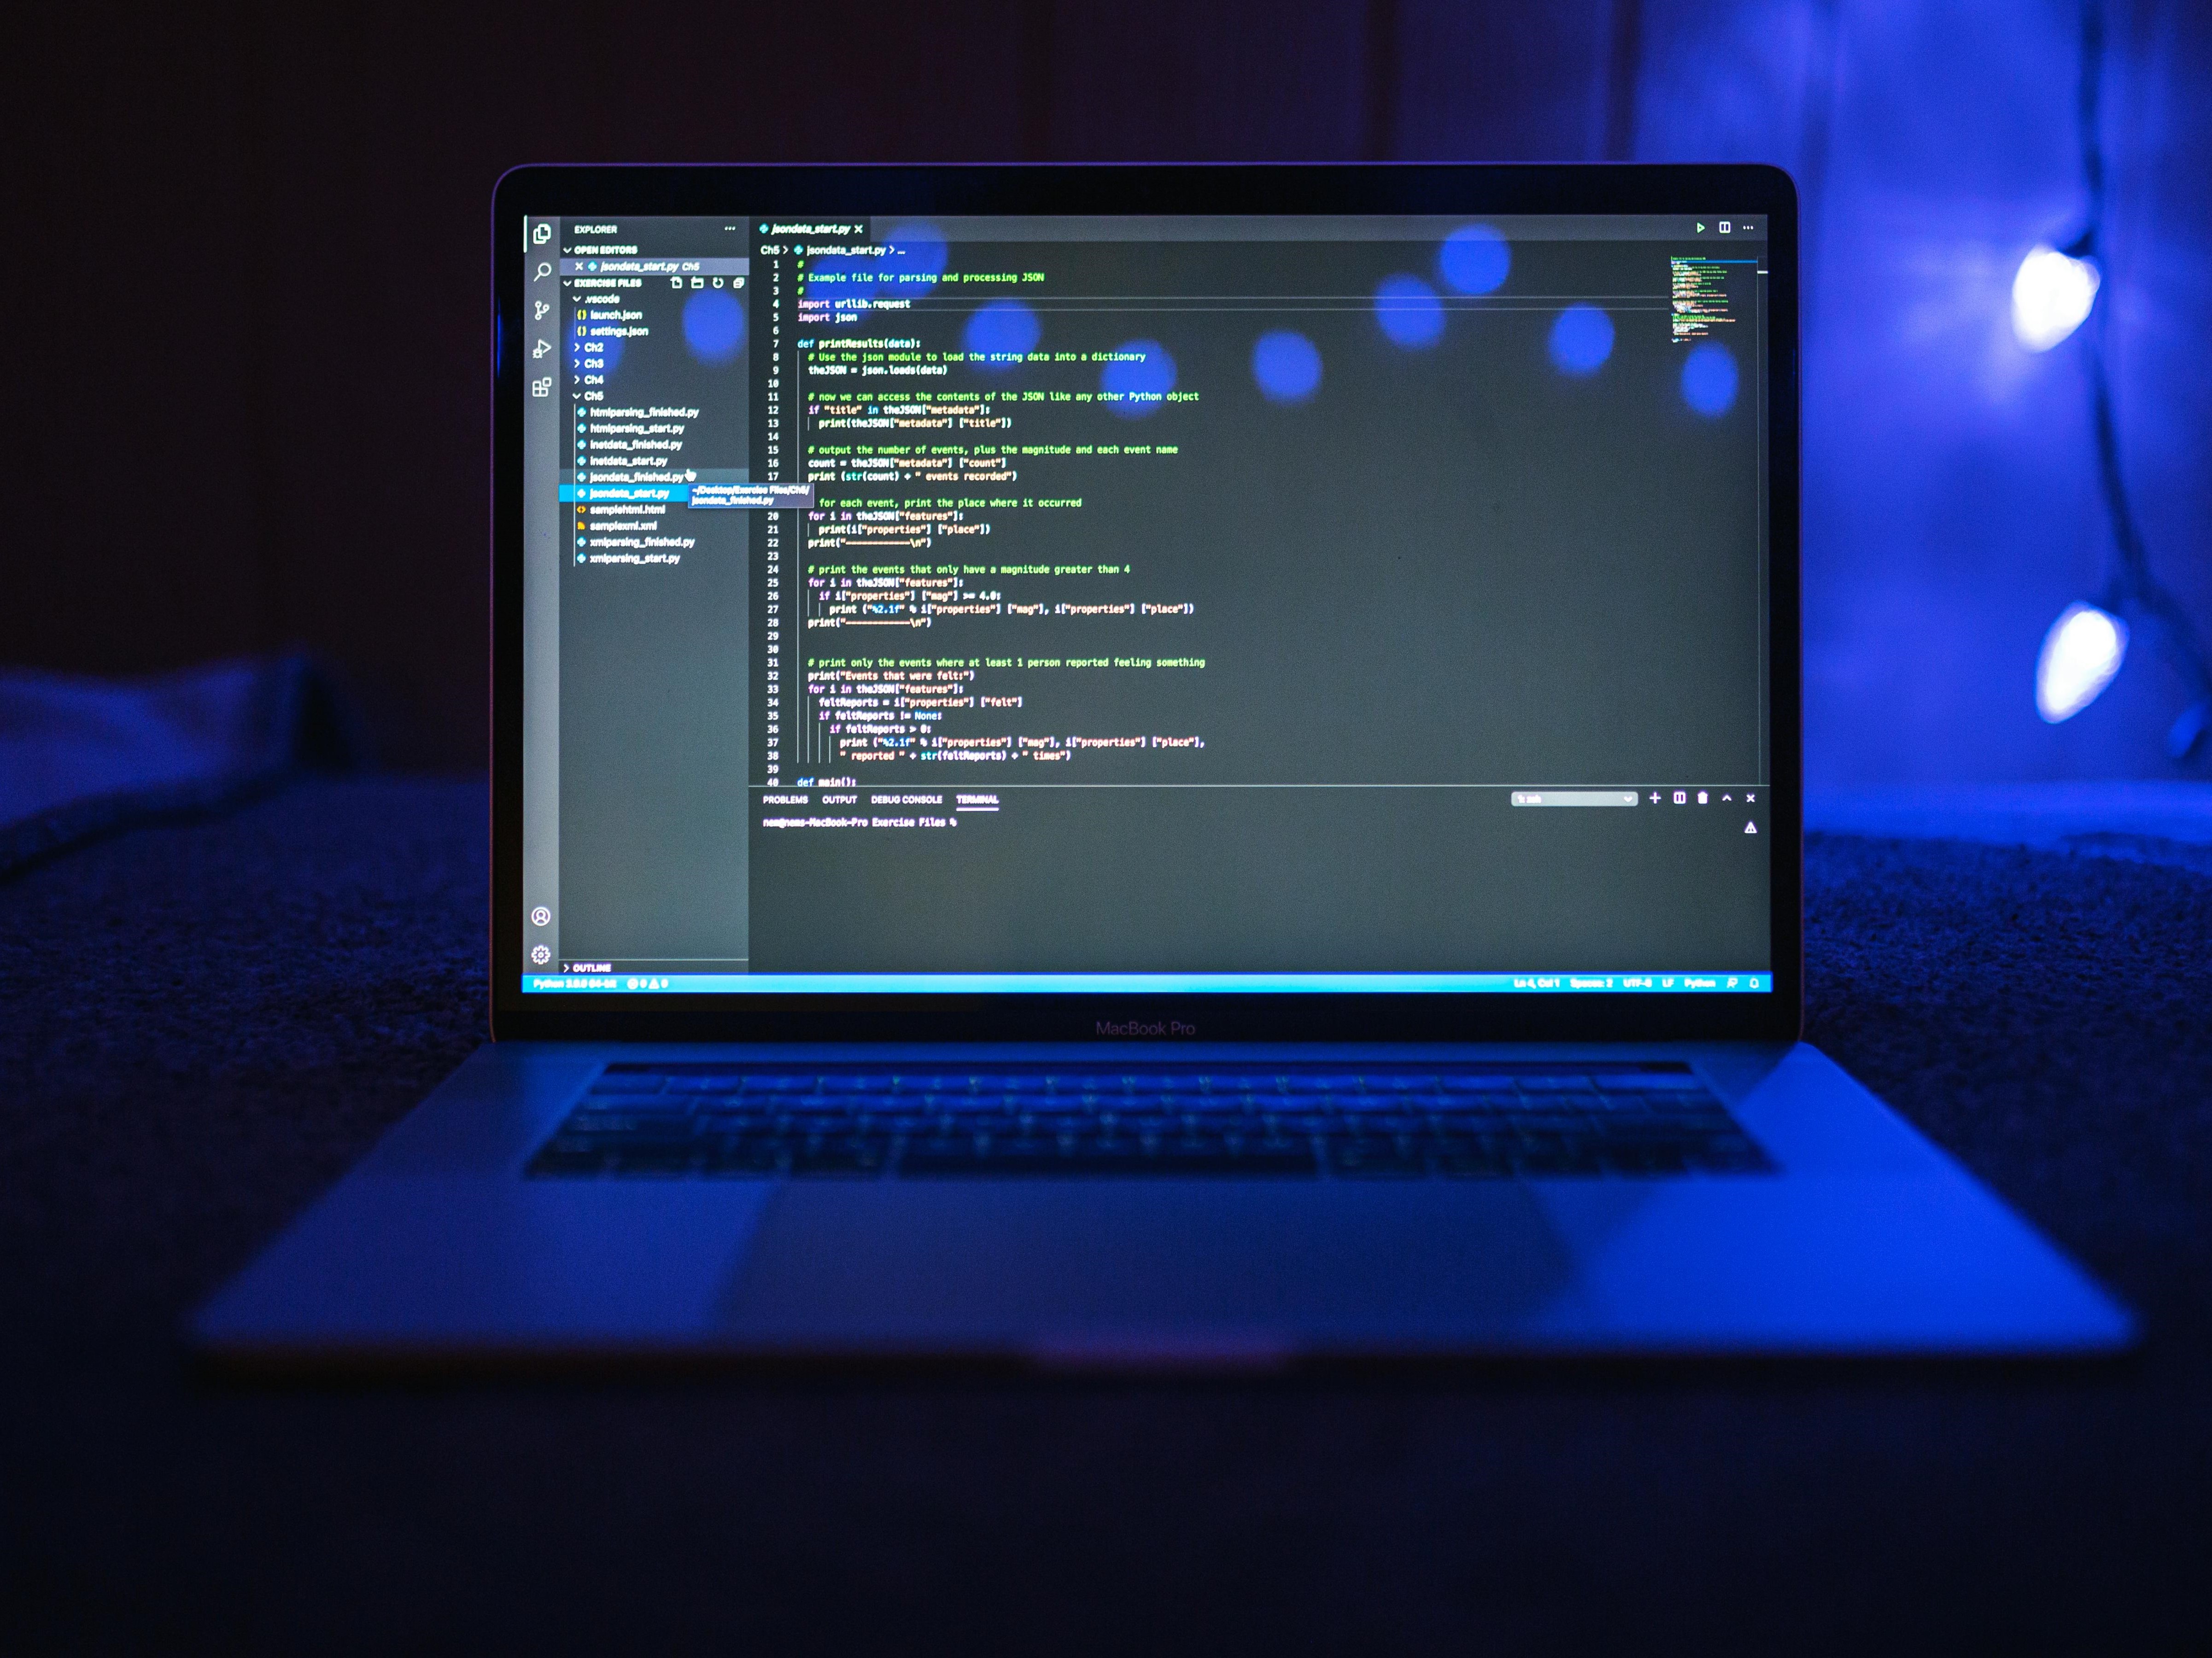 EXPLORER
OPEN EDITORS
jsondata_start.py Ch5
EXERCISE FILES
.vscode
launch.json
settings.json
Ch2
Ch3
Ch4
Ch5
htmlparsing_finished.py
htmlparsing_start.py
inetdata_finished.py
inetdata_start.py
jsondata_finished.py
jsondata_start.py
~/Desktop/Exercise Files/Ch5/
jsondata_finished.py
samplehtml.html
samplexml.xml
xmlparsing_finished.py
xmlparsing_start.py
OUTLINE
jsondata_start.py
Ch5 > jsondata_start.py > ...
1 #
2 # Example file for parsing and processing JSON
3 #
4 import urllib.request
5 import json
6
7 def printResults(data):
8 # Use the json module to load the string data into a dictionary
9 theJSON = json.loads(data)
10
11 # now we can access the contents of the JSON like any other Python object
12 if "title" in theJSON["metadata"]:
13 print(theJSON["metadata"] ["title"])
14
15 # output the number of events, plus the magnitude and each event name
16 count = theJSON["metadata"] ["count"]
17 print (str(count) + " events recorded")
for each event, print the place where it occurred
20 for i in theJSON["features"]:
21 print(i["properties"] ["place"])
22 print("--------------\n")
23
24 # print the events that only have a magnitude greater than 4
25 for i in theJSON["features"]:
26 if i["properties"] ["mag"] >= 4.0:
27 print ("%2.1f" % i["properties"] ["mag"], i["properties"] ["place"])
28 print("--------------\n")
29
30
31 # print only the events where at least 1 person reported feeling something
32 print("Events that were felt:")
33 for i in theJSON["features"]:
34 feltReports = i["properties"] ["felt"]
35 if feltReports != None:
36 if feltReports > 0:
37 print ("%2.1f" % i["properties"] ["mag"], i["properties"] ["place"],
38 " reported " + str(feltReports) + " times")
39
40 def main():
PROBLEMS OUTPUT DEBUG CONSOLE TERMINAL
1: zsh
MacBook-Pro Exercise Files %
Python 64-bit 0 0
Ln 4, Col 1 Spaces: 2 UTF-8 LF Python
MacBook Pro